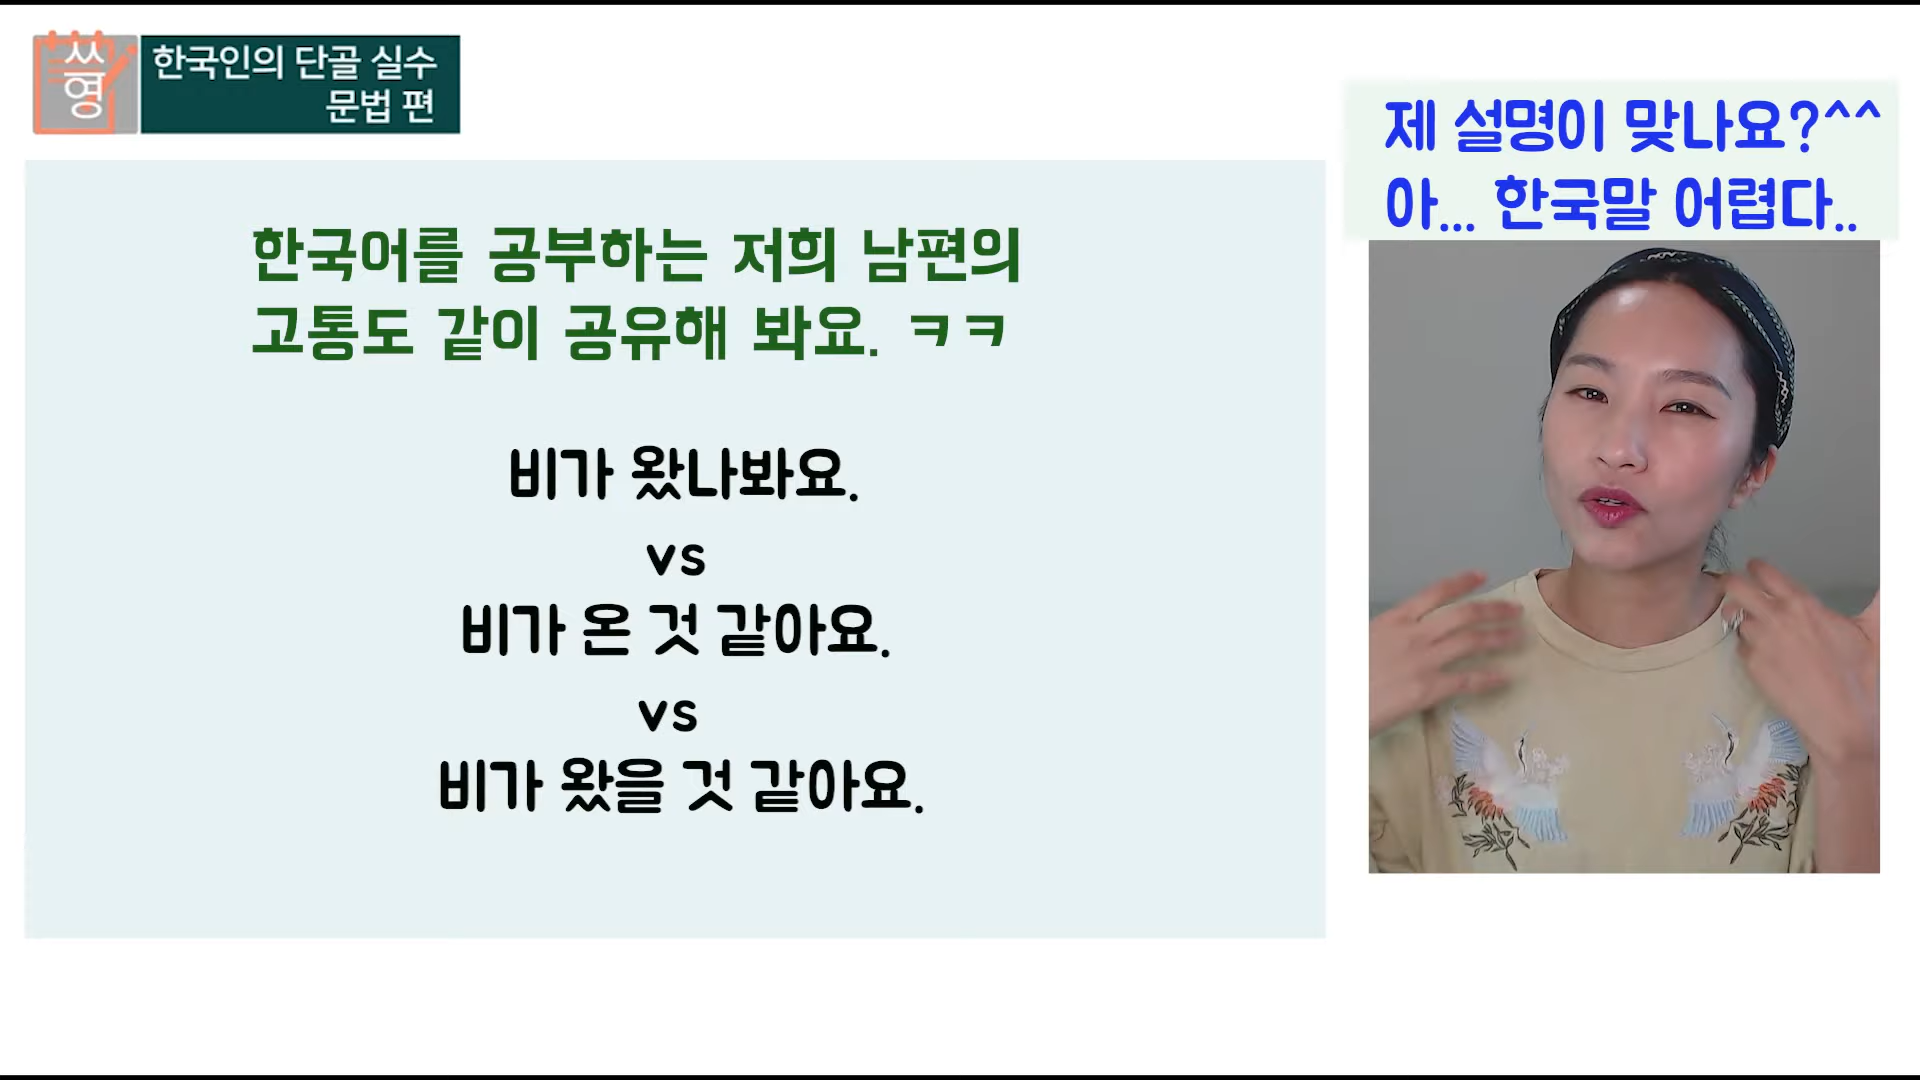 쓰
영
한국인의 단골 실수
문법 편
제 설명이 맞나요?^^
아... 한국말 어렵다..
한국어를 공부하는 저희 남편의
고통도 같이 공유해 봐요. ㅋㅋ
비가 왔나봐요.
vs
비가 온 것 같아요.
vs
비가 왔을 것 같아요.